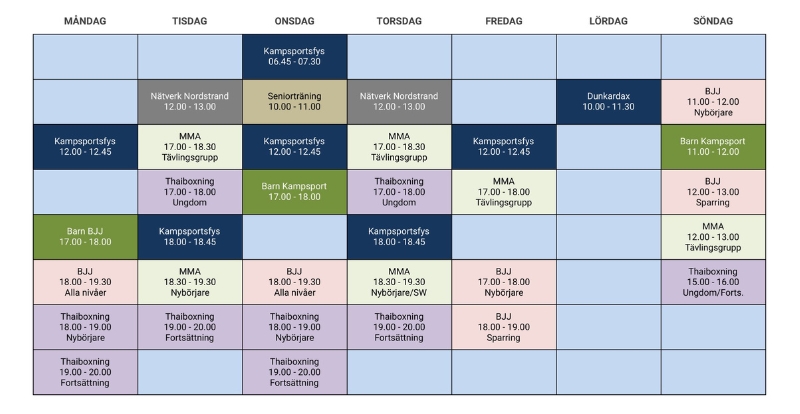 MÅNDAG TISDAG ONSDAG TORSDAG FREDAG LÖRDAG SÖNDAG
Kampsportsfys
06.45 - 07.30
Nätverk Nordstrand
12.00 - 13.00
Seniorträning
10.00 - 11.00
Nätverk Nordstrand
12.00 - 13.00
Dunkardax
10.00 - 11.30
BJJ
11.00 - 12.00
Nybörjare
Kampsportsfys
12.00 - 12.45
MMA
17.00 - 18.30
Tävlingsgrupp
Kampsportsfys
12.00 - 12.45
MMA
17.00 - 18.30
Tävlingsgrupp
Kampsportsfys
12.00 - 12.45
Barn Kampsport
11.00 - 12.00
Thaiboxning
17.00 - 18.00
Ungdom
Barn Kampsport
17.00 - 18.00
Thaiboxning
17.00 - 18.00
Ungdom
MMA
17.00 - 18.00
Tävlingsgrupp
BJJ
12.00 - 13.00
Sparring
Barn BJJ
17.00 - 18.00
Kampsportsfys
18.00 - 18.45
Kampsportsfys
18.00 - 18.45
MMA
12.00 - 13.00
Tävlingsgrupp
BJJ
18.00 - 19.30
Alla nivåer
MMA
18.30 - 19.30
Nybörjare
BJJ
18.00 - 19.30
Alla nivåer
MMA
18.30 - 19.30
Nybörjare/SW
BJJ
17.00 - 18.00
Nybörjare
Thaiboxning
15.00 - 16.00
Ungdom/Forts.
Thaiboxning
18.00 - 19.00
Nybörjare
Thaiboxning
19.00 - 20.00
Fortsättning
Thaiboxning
18.00 - 19.00
Nybörjare
Thaiboxning
19.00 - 20.00
Fortsättning
BJJ
18.00 - 19.00
Sparring
Thaiboxning
19.00 - 20.00
Fortsättning
Thaiboxning
19.00 - 20.00
Fortsättning